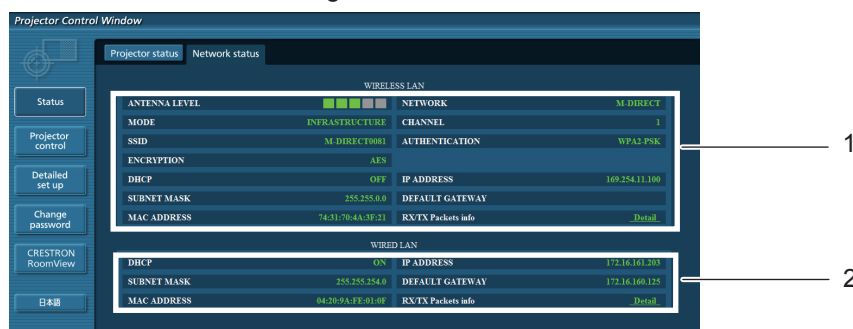 Projector Control Window
Projector status Network status
WIRELESS LAN
Status
ANTENNA LEVEL NETWORK M-DIRECT
MODE INFRASTRUCTURE CHANNEL 1
SSID M-DIRECT0081 AUTHENTICATION WPA2-PSK
Projector
control
ENCRYPTION AES
DHCP OFF IP ADDRESS 169.254.11.100
Detailed
set up
SUBNET MASK 255.255.0.0 DEFAULT GATEWAY
MAC ADDRESS 74:31:70:4A:3F:21 RX/TX Packets info Detail
Change
password
1
WIRED LAN
CRESTRON
RoomView
DHCP ON IP ADDRESS 172.16.161.203
SUBNET MASK 255.255.254.0 DEFAULT GATEWAY 172.16.160.125
MAC ADDRESS 04:20:9A:FE:01:0F RX/TX Packets info Detail
2
日本語